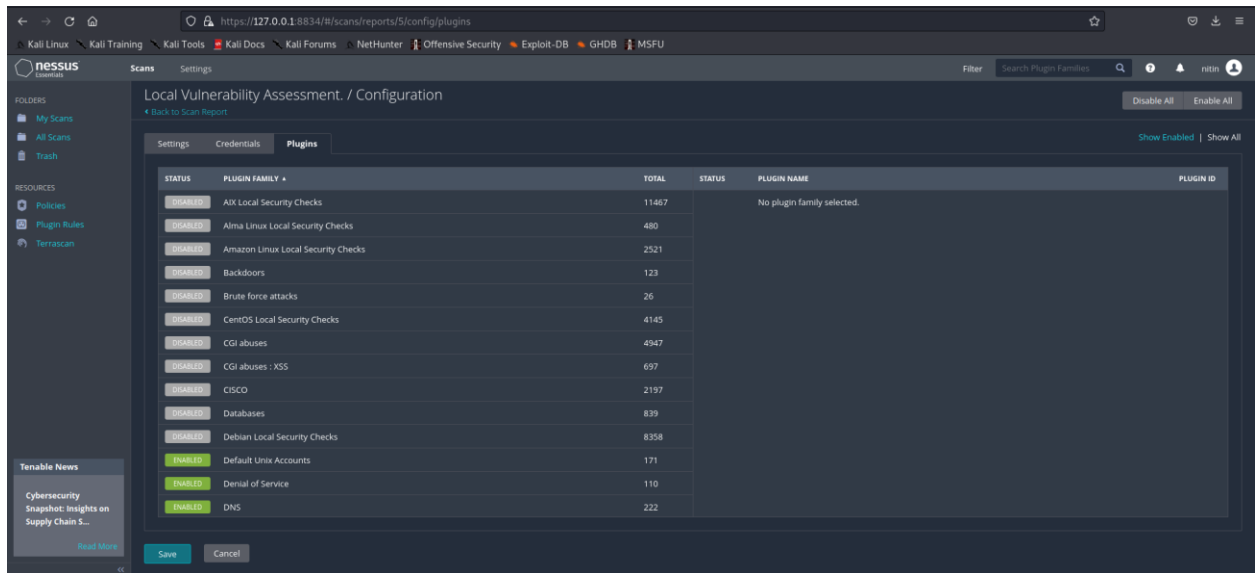 https://127.0.0.1:8834/#/scans/reports/5/config/plugins
Kali Linux Kali Training Kali Tools Kali Docs Kali Forums NetHunter Offensive Security Exploit-DB GHDB MSFU
nessus Essentials Scans Settings Filter Search Plugin Families nitin
FOLDERS
My Scans
All Scans
Trash
RESOURCES
Policies
Plugin Rules
Terrascan
Tenable News
Cybersecurity
Snapshot: Insights on
Supply Chain S...
Read More
Local Vulnerability Assessment. / Configuration
Back to Scan Report
Disable All Enable All
Settings Credentials Plugins
Show Enabled | Show All
STATUS PLUGIN FAMILY TOTAL STATUS PLUGIN NAME PLUGIN ID
DISABLED AIX Local Security Checks 11467 No plugin family selected.
DISABLED Alma Linux Local Security Checks 480
DISABLED Amazon Linux Local Security Checks 2521
DISABLED Backdoors 123
DISABLED Brute force attacks 26
DISABLED CentOS Local Security Checks 4145
DISABLED CGI abuses 4947
DISABLED CGI abuses : XSS 697
DISABLED CISCO 2197
DISABLED Databases 839
DISABLED Debian Local Security Checks 8358
ENABLED Default Unix Accounts 171
ENABLED Denial of Service 110
ENABLED DNS 222
Save Cancel